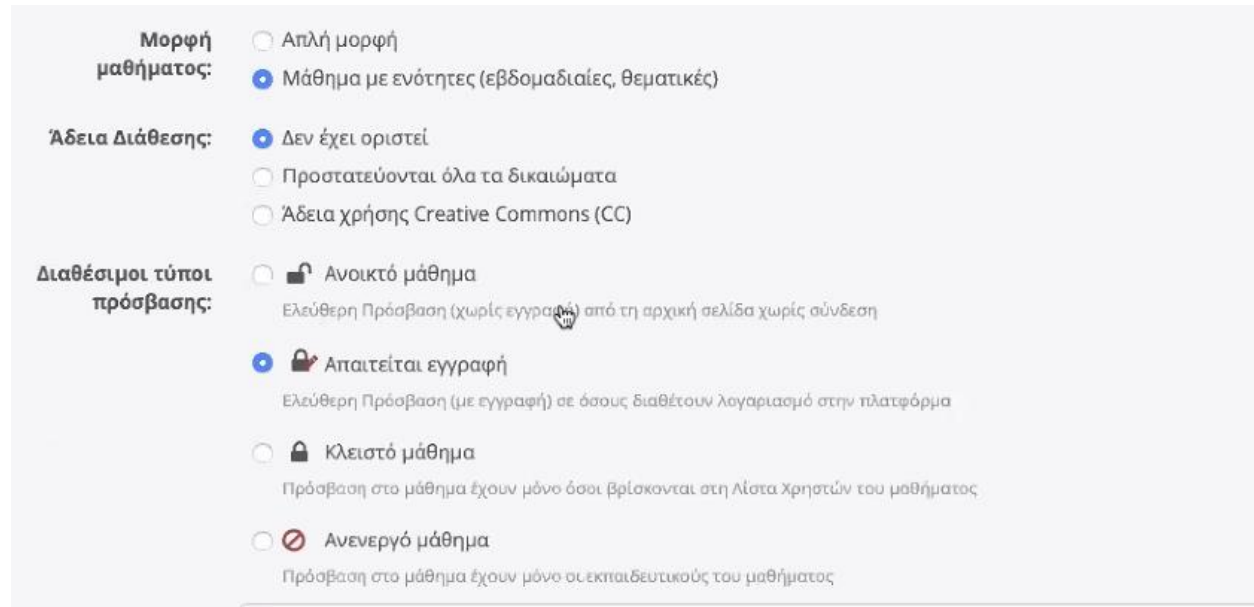 Μορφή μαθήματος:
Απλή μορφή
Μάθημα με ενότητες (εβδομαδιαίες, θεματικές)
Άδεια Διάθεσης:
Δεν έχει οριστεί
Προστατεύονται όλα τα δικαιώματα
Άδεια χρήσης Creative Commons (CC)
Διαθέσιμοι τύποι πρόσβασης:
Ανοικτό μάθημα
Ελεύθερη Πρόσβαση (χωρίς εγγραφή) από τη αρχική σελίδα χωρίς σύνδεση
Απαιτείται εγγραφή
Ελεύθερη Πρόσβαση (με εγγραφή) σε όσους διαθέτουν λογαριασμό στην πλατφόρμα
Κλειστό μάθημα
Πρόσβαση στο μάθημα έχουν μόνο όσοι βρίσκονται στη Λίστα Χρηστών του μαθήματος
Ανενεργό μάθημα
Πρόσβαση στο μάθημα έχουν μόνο οι εκπαιδευτικούς του μαθήματος